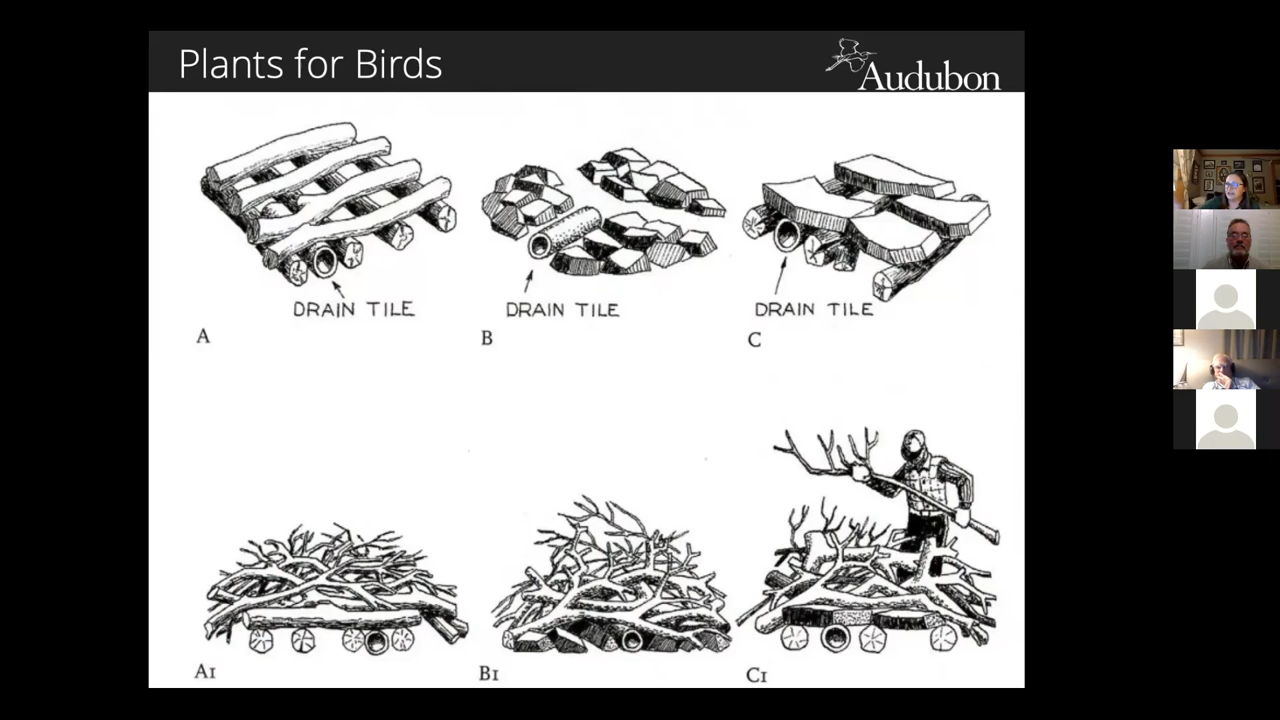 Plants for Birds
Audubon
DRAIN TILE
DRAIN TILE
DRAIN TILE
A
B
C
A1
B1
C1